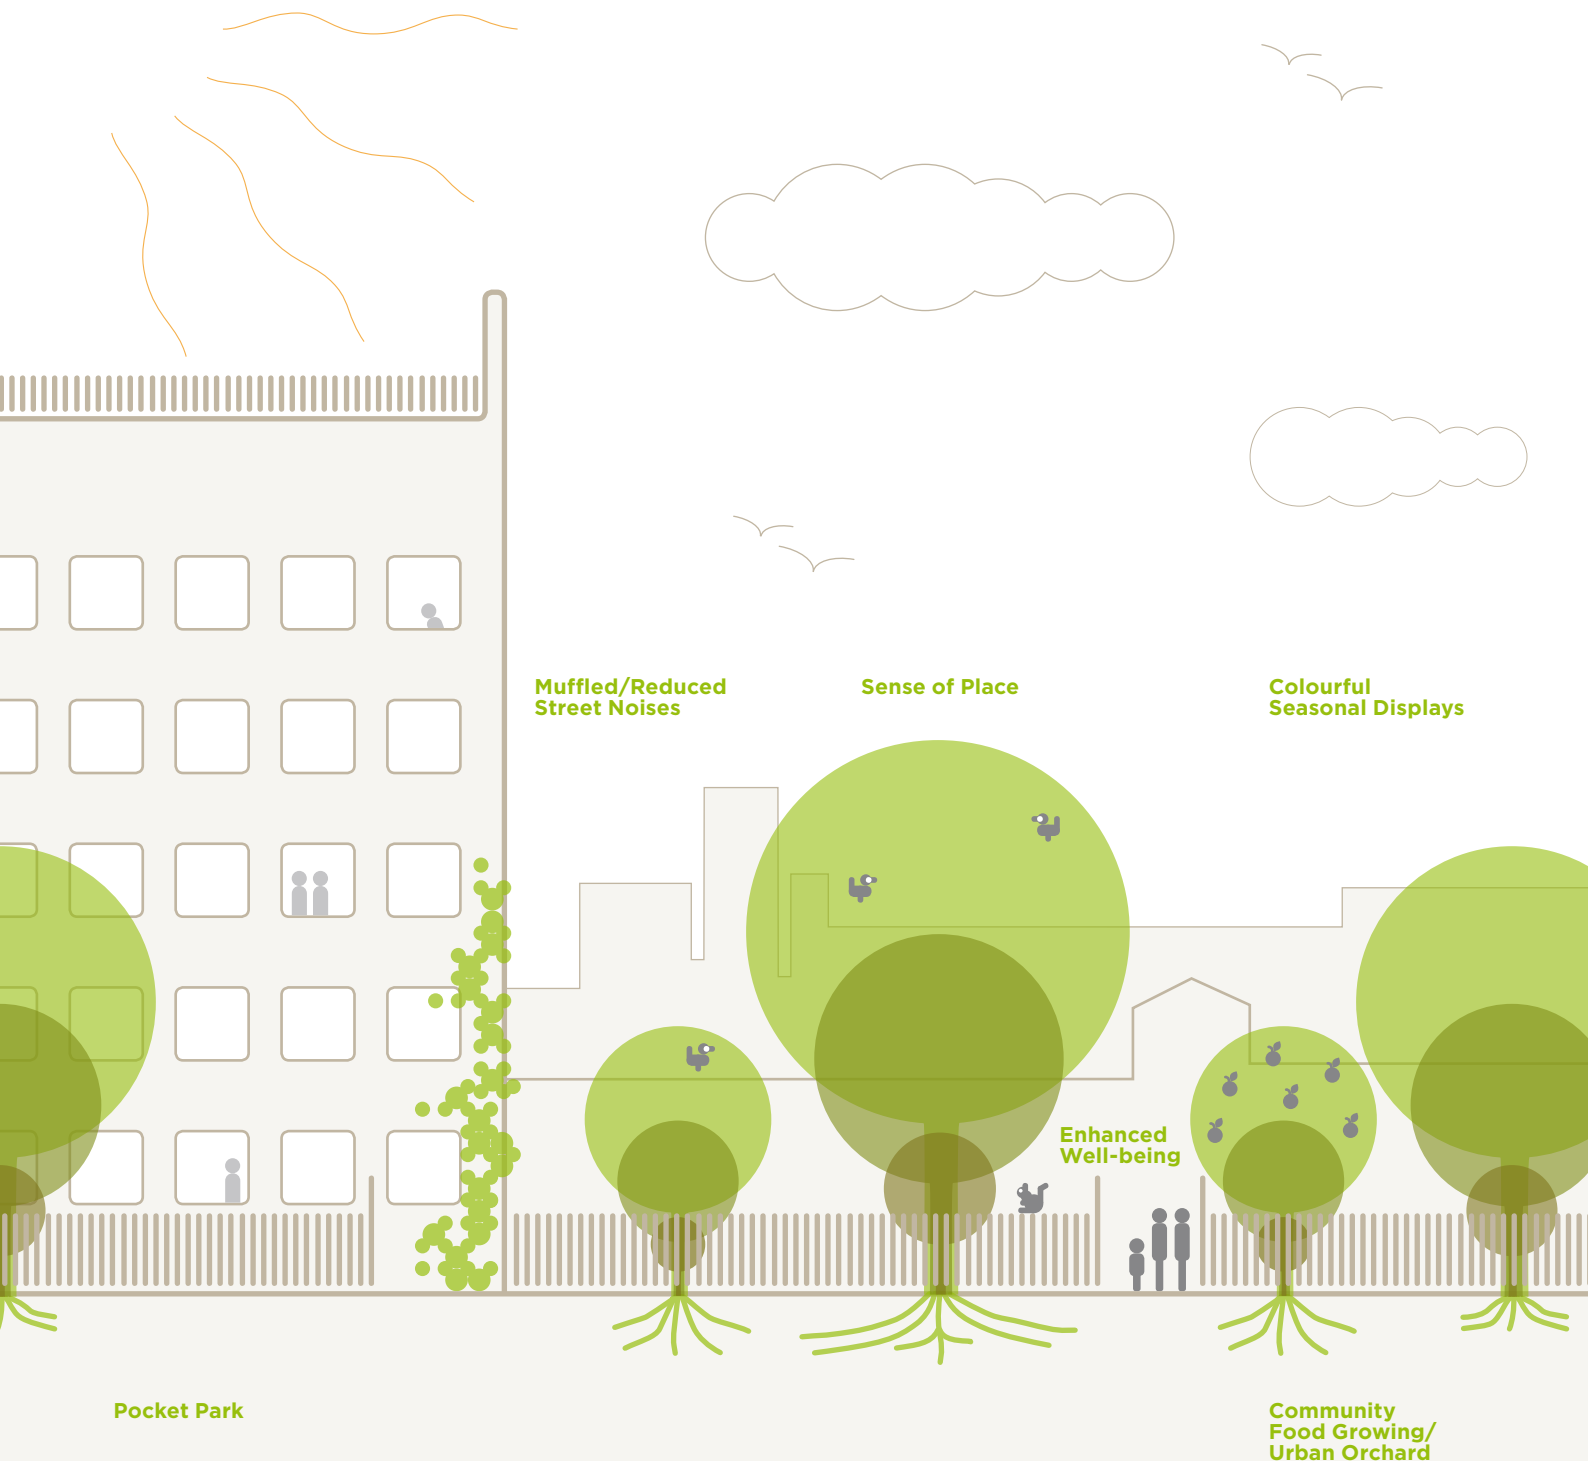 Muffled/Reduced
Street Noises
Sense of Place
Colourful
Seasonal Displays
Enhanced
Well-being
Pocket Park
Community
Food Growing/
Urban Orchard